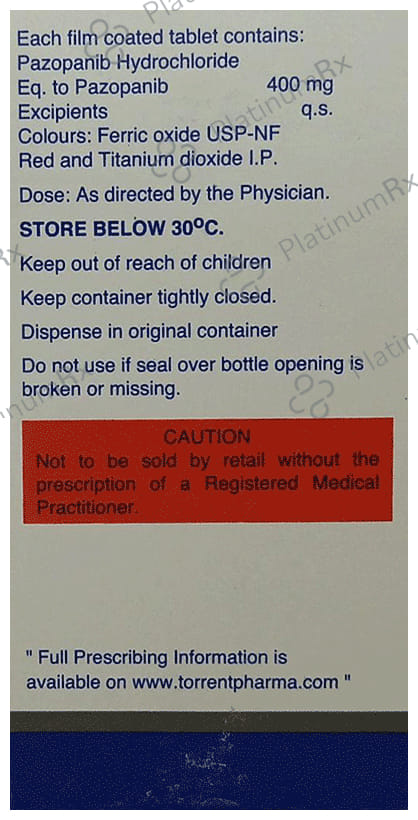 Each film coated tablet contains:
Pazopanib Hydrochloride
Eq. to Pazopanib 400 mg
Excipients q.s.
Colours: Ferric oxide USP-NF
Red and Titanium dioxide I.P.
Dose: As directed by the Physician.
STORE BELOW 30ºC.
Keep out of reach of children
Keep container tightly closed.
Dispense in original container
Do not use if seal over bottle opening is
broken or missing.
CAUTION
Not to be sold by retail without the
prescription of a Registered Medical
Practitioner.
" Full Prescribing Information is
available on www.torrentpharma.com "
PlatinumRx
PlatinumRx